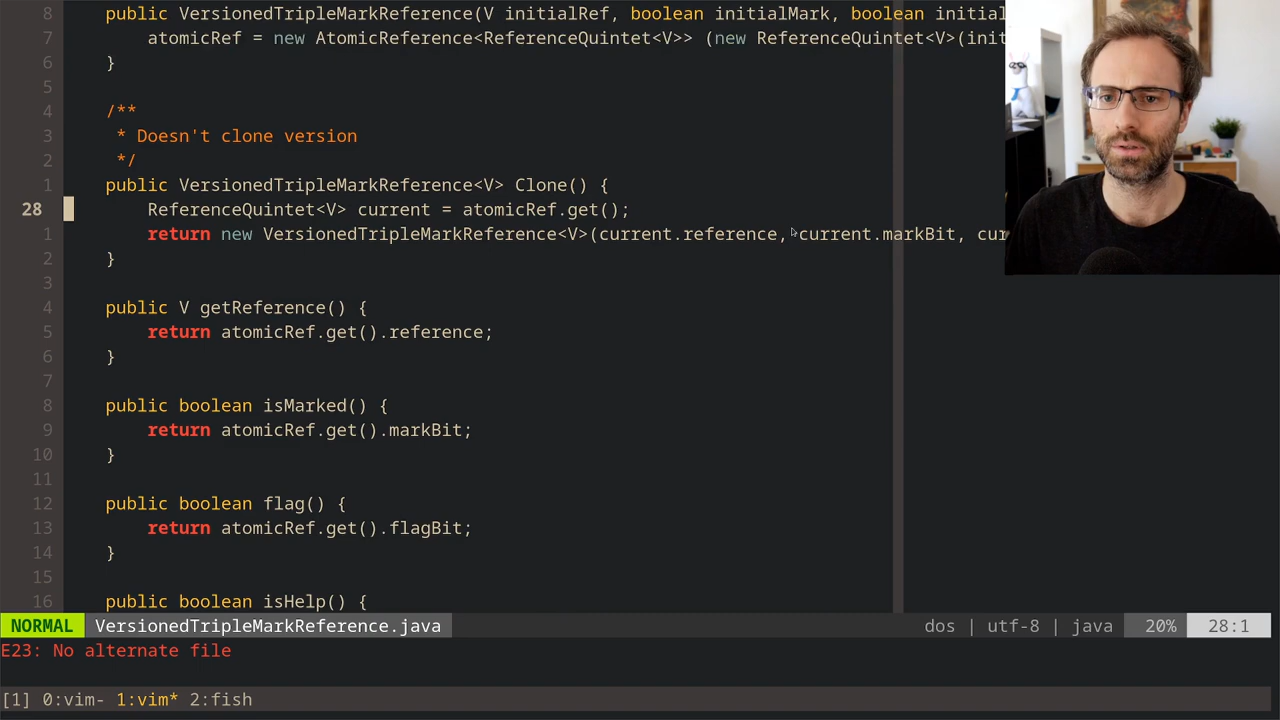 8 public VersionedTripleMarkReference(V initialRef, boolean initialMark, boolean initial
7 atomicRef = new AtomicReference<ReferenceQuintet<V>> (new ReferenceQuintet<V>(init
6 }
5
4 /**
3 * Doesn't clone version
2 */
1 public VersionedTripleMarkReference<V> Clone() {
28 ReferenceQuintet<V> current = atomicRef.get();
1 return new VersionedTripleMarkReference<V>(current.reference, current.markBit, cur
2 }
3
4 public V getReference() {
5 return atomicRef.get().reference;
6 }
7
8 public boolean isMarked() {
9 return atomicRef.get().markBit;
10 }
11
12 public boolean flag() {
13 return atomicRef.get().flagBit;
14 }
15
16 public boolean isHelp() {
NORMAL VersionedTripleMarkReference.java dos | utf-8 | java 20% 28:1
E23: No alternate file
[1] 0:vim- 1:vim* 2:fish